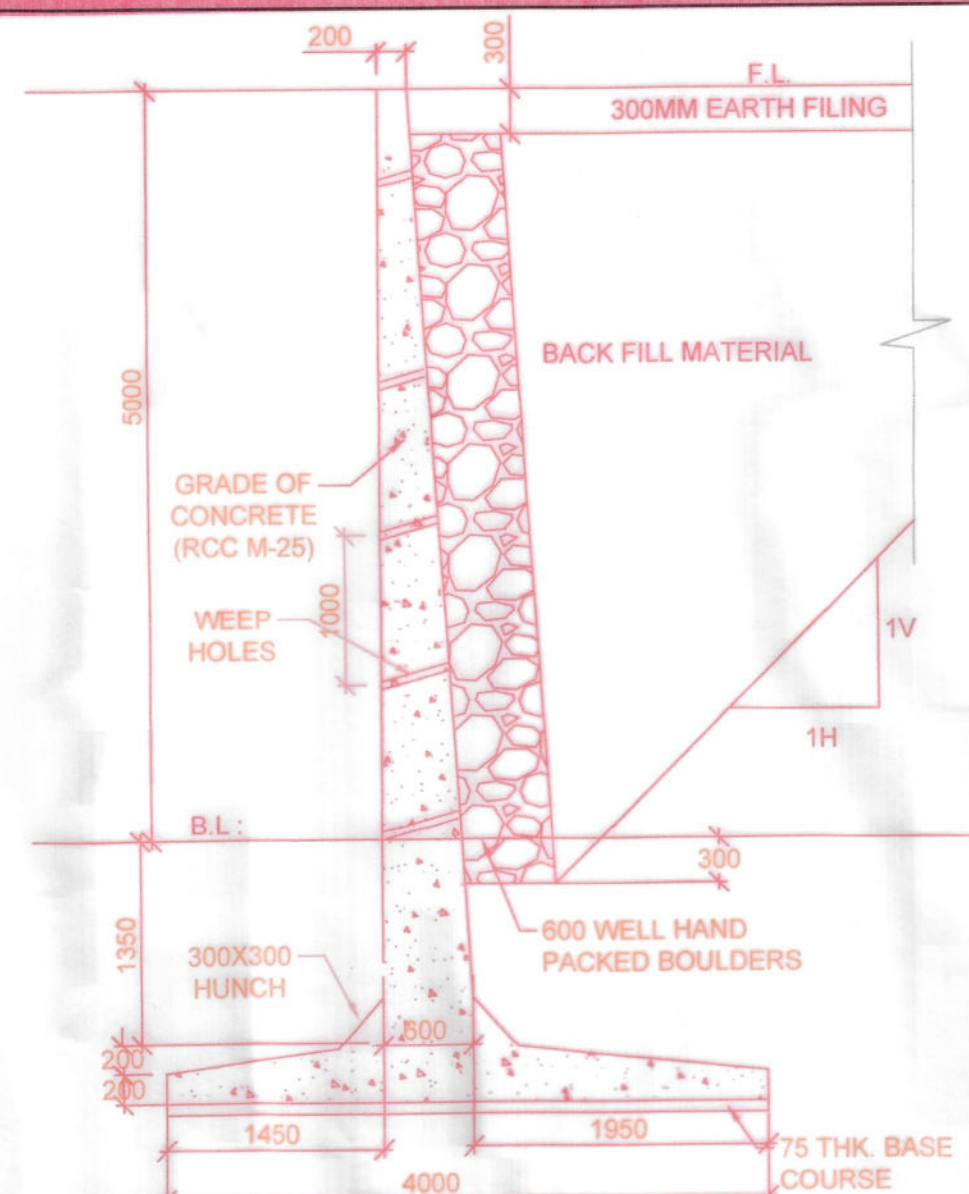 200
300
F.L.
300MM EARTH FILING
5000
BACK FILL MATERIAL
GRADE OF
CONCRETE
(RCC M-25)
1000
WEEP
HOLES
1V
1H
B.L :
300
1350
600 WELL HAND
PACKED BOULDERS
300X300
HUNCH
600
200
200
1450
1950
75 THK. BASE
COURSE
4000